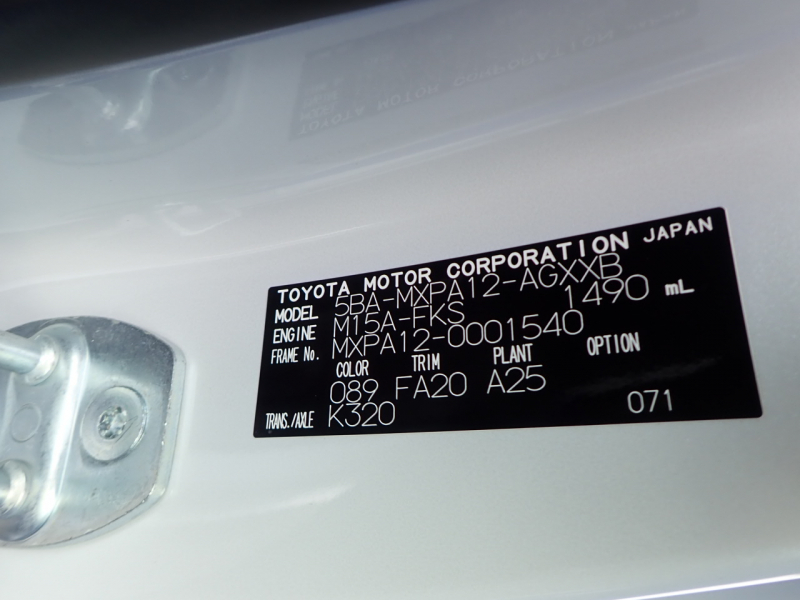 TOYOTA MOTOR CORPORATION JAPAN
MODEL 5BA-MXPA12-AGXXB
ENGINE M15A-FKS 1490 mL
FRAME No. MXPA12-0001540
COLOR TRIM PLANT OPTION
089 FA20 A25
TRANS./AXLE K320 071